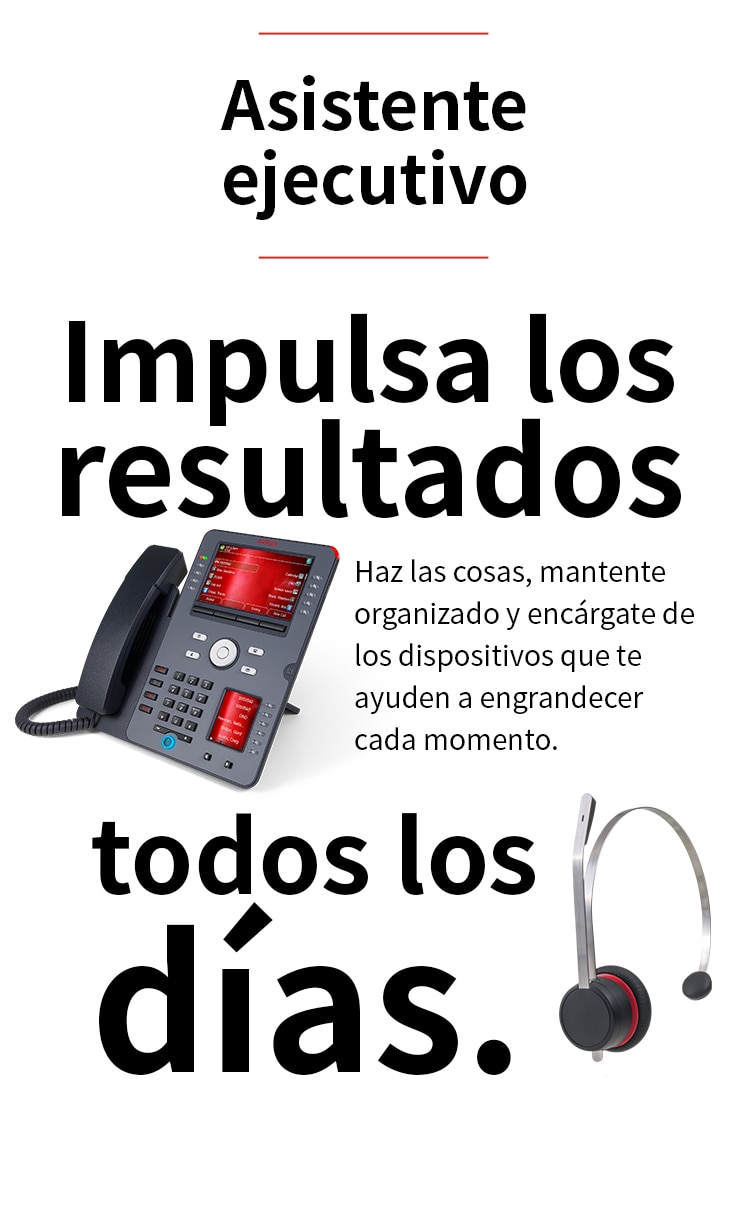 Asistente
ejecutivo
Impulsa los
resultados
Haz las cosas, mantente
organizado y encárgate de
los dispositivos que te
ayuden a engrandecer
cada momento.
todos los
días.